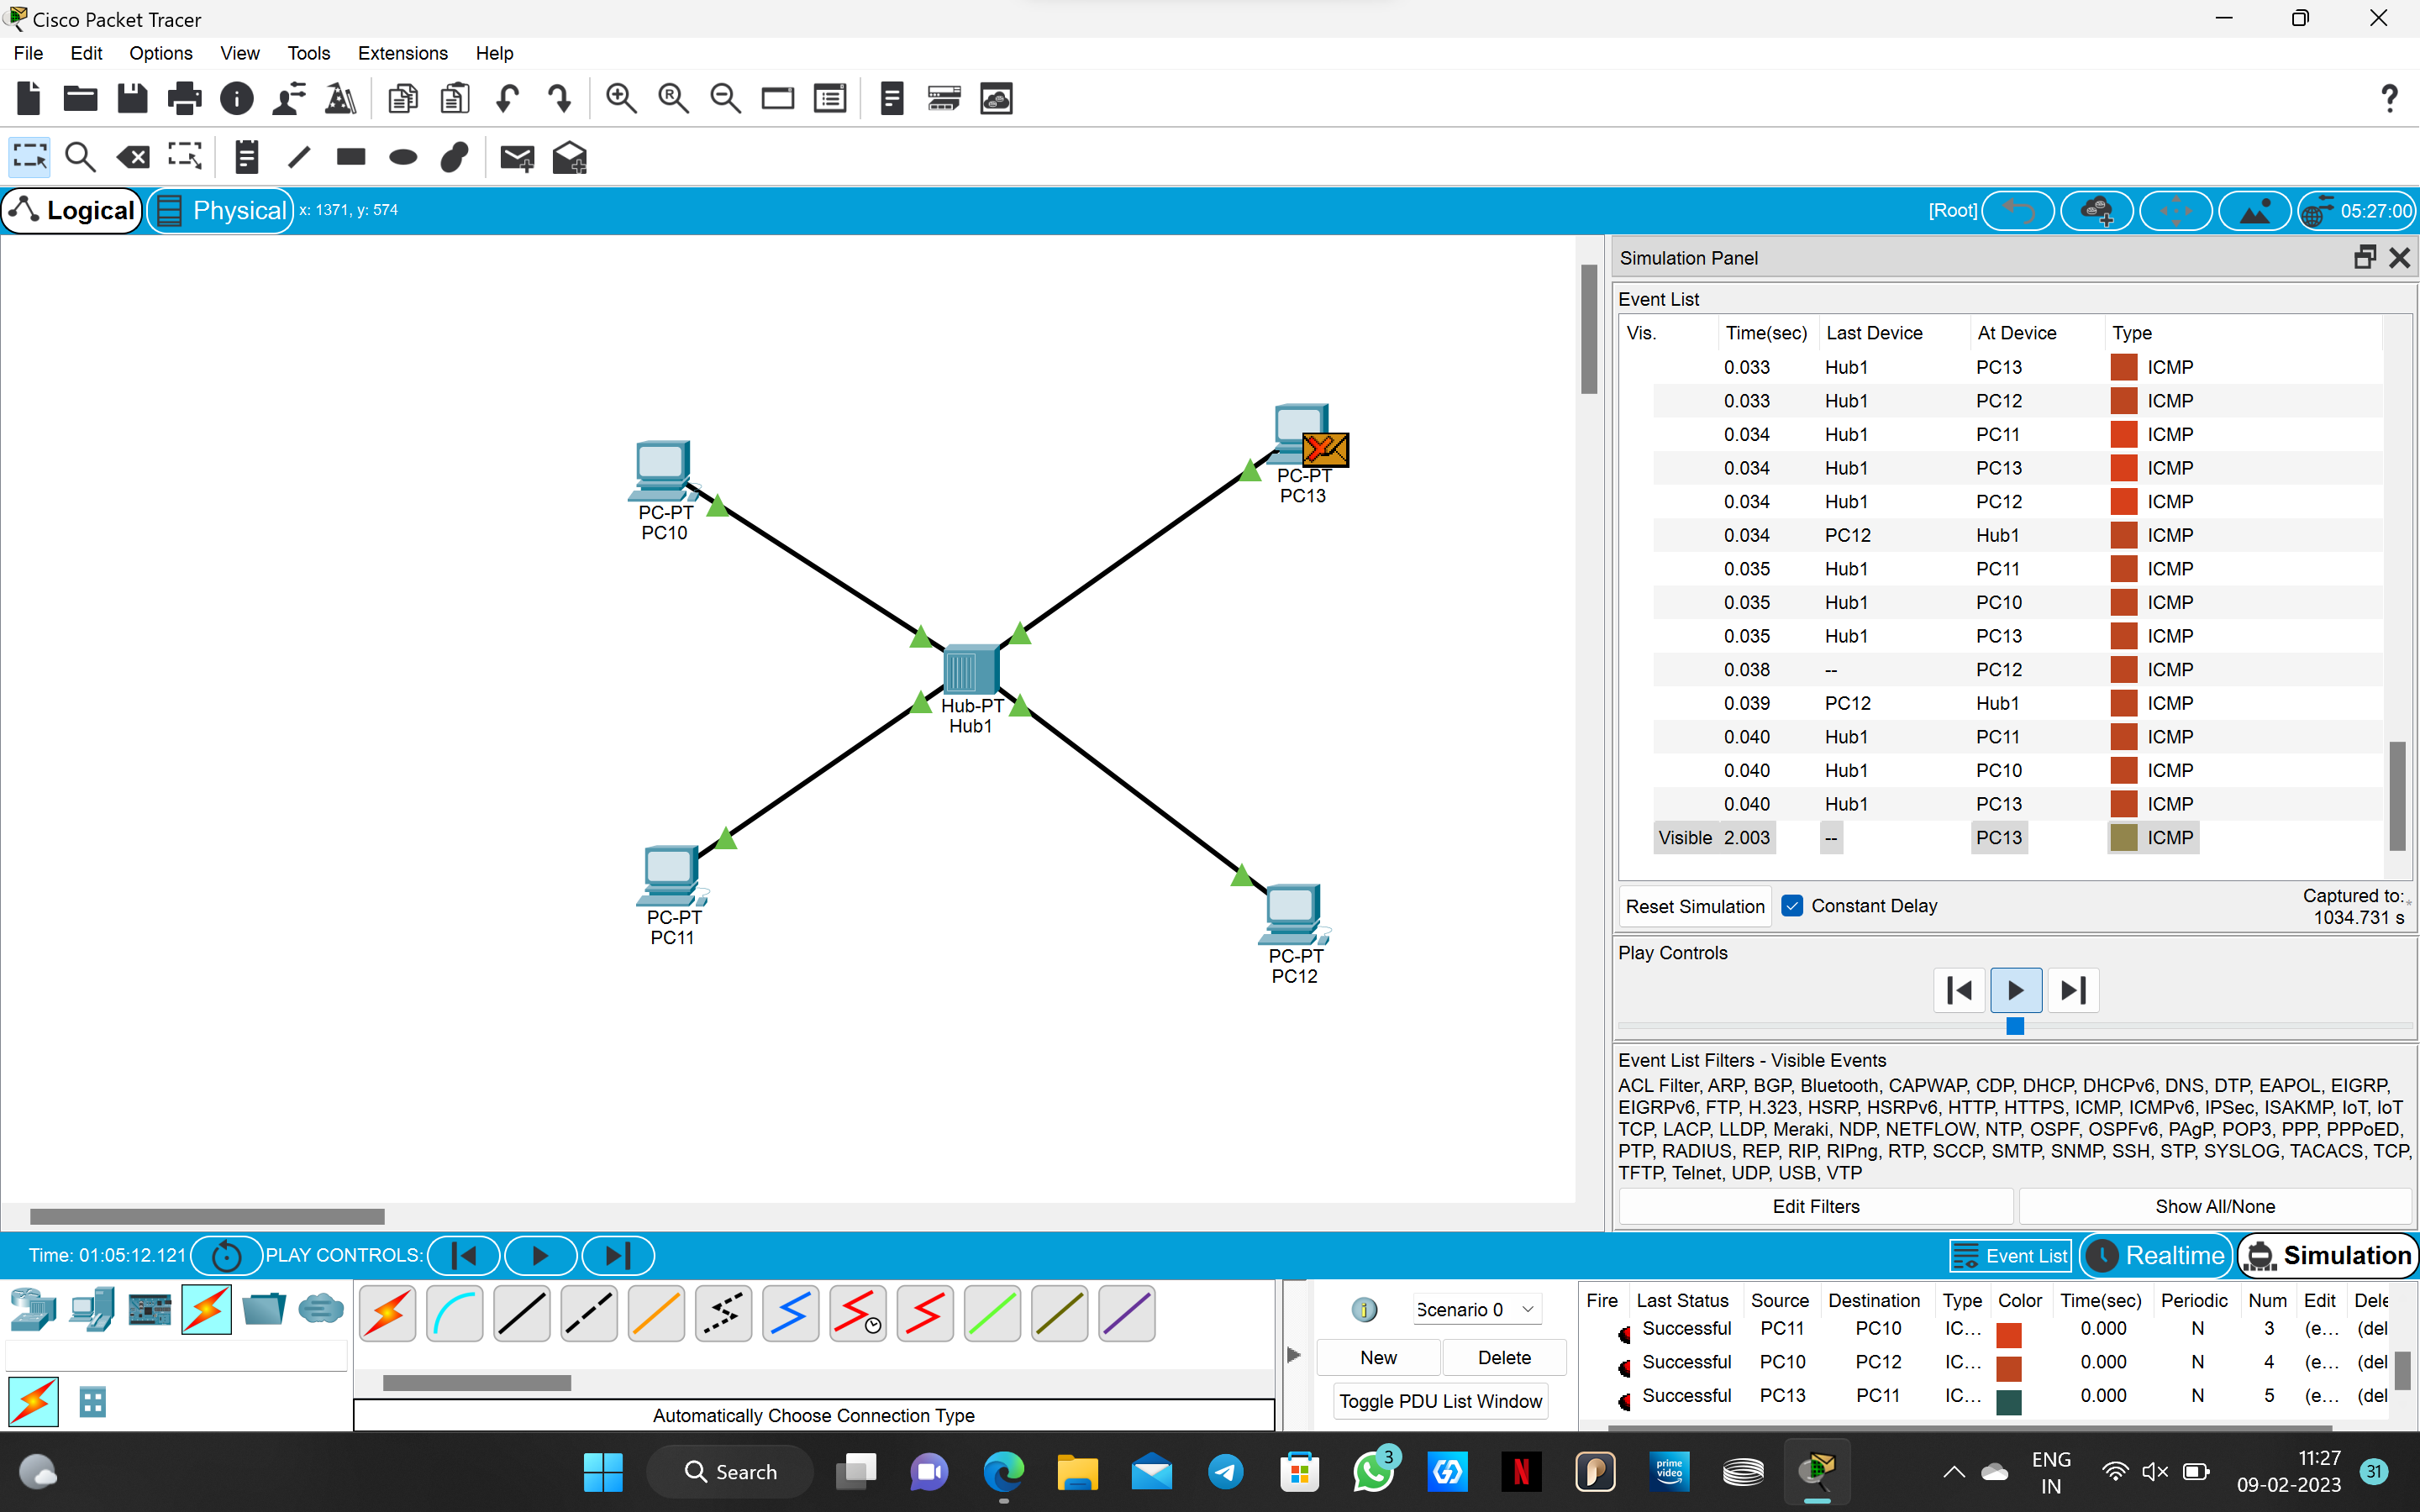 Cisco Packet Tracer
File Edit Options View Tools Extensions Help
Logical Physical x: 1371, y: 574 [Root] 05:27:00
PC-PT
PC10
PC-PT
PC13
Hub-PT
Hub1
PC-PT
PC11
PC-PT
PC12
Simulation Panel
Event List
Vis. Time(sec) Last Device At Device Type
0.033 Hub1 PC13 ICMP
0.033 Hub1 PC12 ICMP
0.034 Hub1 PC11 ICMP
0.034 Hub1 PC13 ICMP
0.034 Hub1 PC12 ICMP
0.034 PC12 Hub1 ICMP
0.035 Hub1 PC11 ICMP
0.035 Hub1 PC10 ICMP
0.035 Hub1 PC13 ICMP
0.038 -- PC12 ICMP
0.039 PC12 Hub1 ICMP
0.040 Hub1 PC11 ICMP
0.040 Hub1 PC10 ICMP
0.040 Hub1 PC13 ICMP
Visible 2.003 -- PC13 ICMP
Reset Simulation Constant Delay Captured to: *
1034.731 s
Play Controls
Event List Filters - Visible Events
ACL Filter, ARP, BGP, Bluetooth, CAPWAP, CDP, DHCP, DHCPv6, DNS, DTP, EAPOL, EIGRP,
EIGRPv6, FTP, H.323, HSRP, HSRPv6, HTTP, HTTPS, ICMP, ICMPv6, IPSec, ISAKMP, IoT, IoT
TCP, LACP, LLDP, Meraki, NDP, NETFLOW, NTP, OSPF, OSPFv6, PAgP, POP3, PPP, PPPoED,
PTP, RADIUS, REP, RIP, RIPng, RTP, SCCP, SMTP, SNMP, SSH, STP, SYSLOG, TACACS, TCP,
TFTP, Telnet, UDP, USB, VTP
Edit Filters Show All/None
Time: 01:05:12.121 PLAY CONTROLS: Event List Realtime Simulation
Automatically Choose Connection Type
Scenario 0
New Delete
Toggle PDU List Window
Fire Last Status Source Destination Type Color Time(sec) Periodic Num Edit Dele
Successful PC11 PC10 IC... 0.000 N 3 (e... (del
Successful PC10 PC12 IC... 0.000 N 4 (e... (del
Successful PC13 PC11 IC... 0.000 N 5 (e... (del
Search
3
prime
video
ENG
IN
11:27
09-02-2023
31